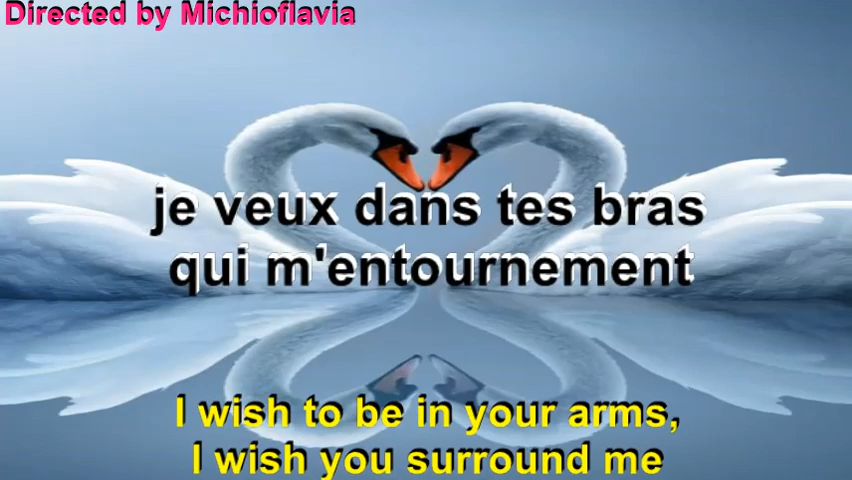 Directed by Michioflavia
je veux dans tes bras
qui m'entournement
I wish to be in your arms,
I wish you surround me